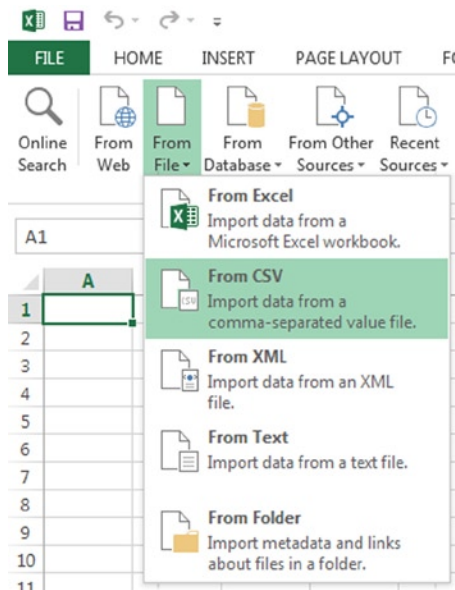 FILE HOME INSERT PAGE LAYOUT
Online Search
From Web
From File
From Database
From Other Sources
Recent Sources
A1
From Excel
Import data from a
Microsoft Excel workbook.
A
From CSV
Import data from a
comma-separated value file.
CSV
From XML
Import data from an XML
file.
From Text
Import data from a text file.
From Folder
Import metadata and links
about files in a folder.
1
2
3
4
5
6
7
8
9
10
11